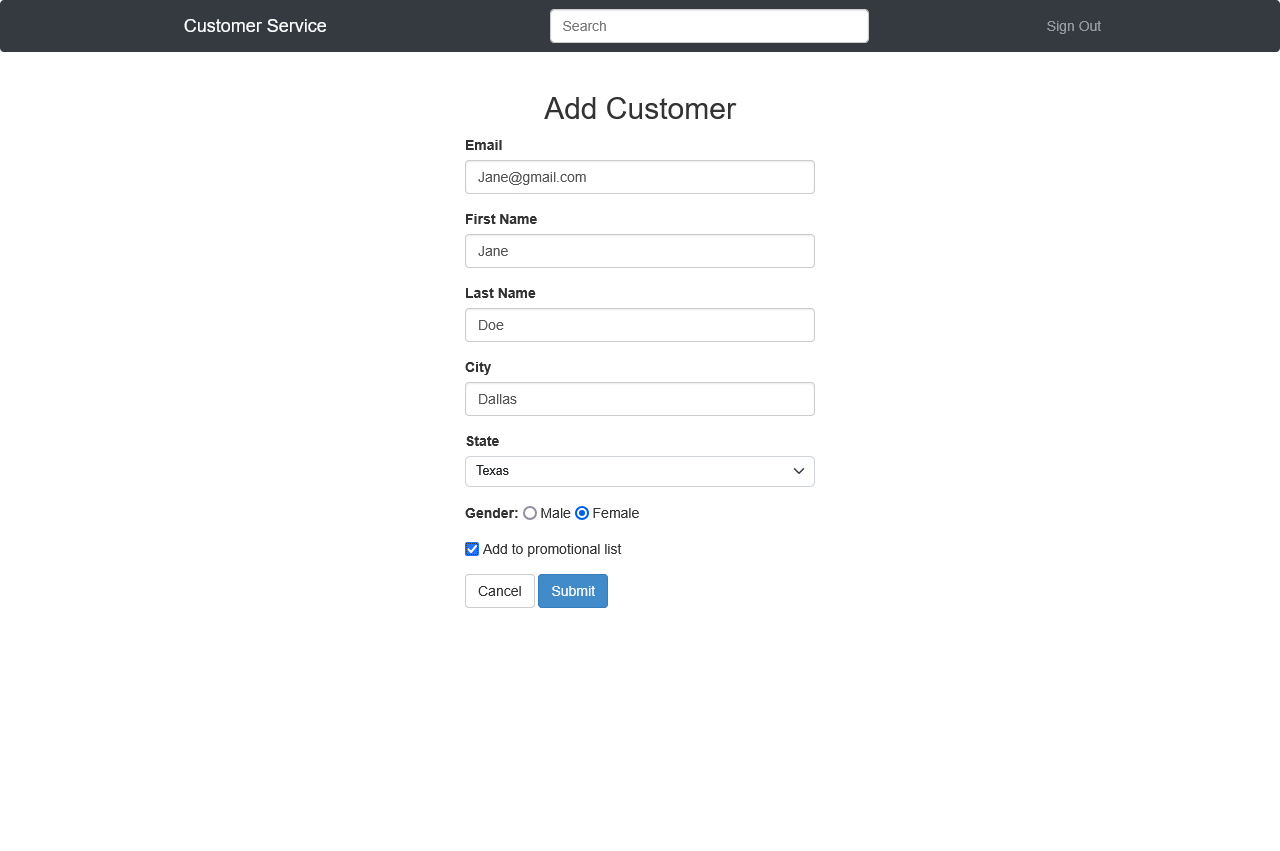 Customer Service Search Sign Out
Add Customer
Email
Jane@gmail.com
First Name
Jane
Last Name
Doe
City
Dallas
State
Texas
Gender: Male Female
Add to promotional list
Cancel Submit